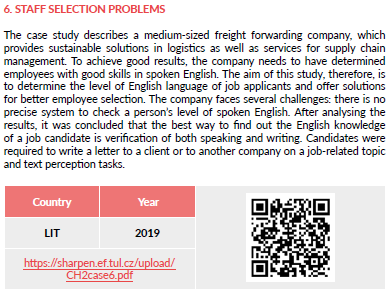 6. STAFF SELECTION PROBLEMS
The case study describes a medium-sized freight forwarding company, which
provides sustainable solutions in logistics as well as services for supply chain
management. To achieve good results, the company needs to have determined
employees with good skills in spoken English. The aim of this study, therefore, is
to determine the level of English language of job applicants and offer solutions
for better employee selection. The company faces several challenges: there is no
precise system to check a person's level of spoken English. After analysing the
results, it was concluded that the best way to find out the English knowledge
of a job candidate is verification of both speaking and writing. Candidates were
required to write a letter to a client or to another company on a job-related topic
and text perception tasks.
Country Year
LIT 2019
https://sharpen.ef.tul.cz/upload/
CH2case6.pdf